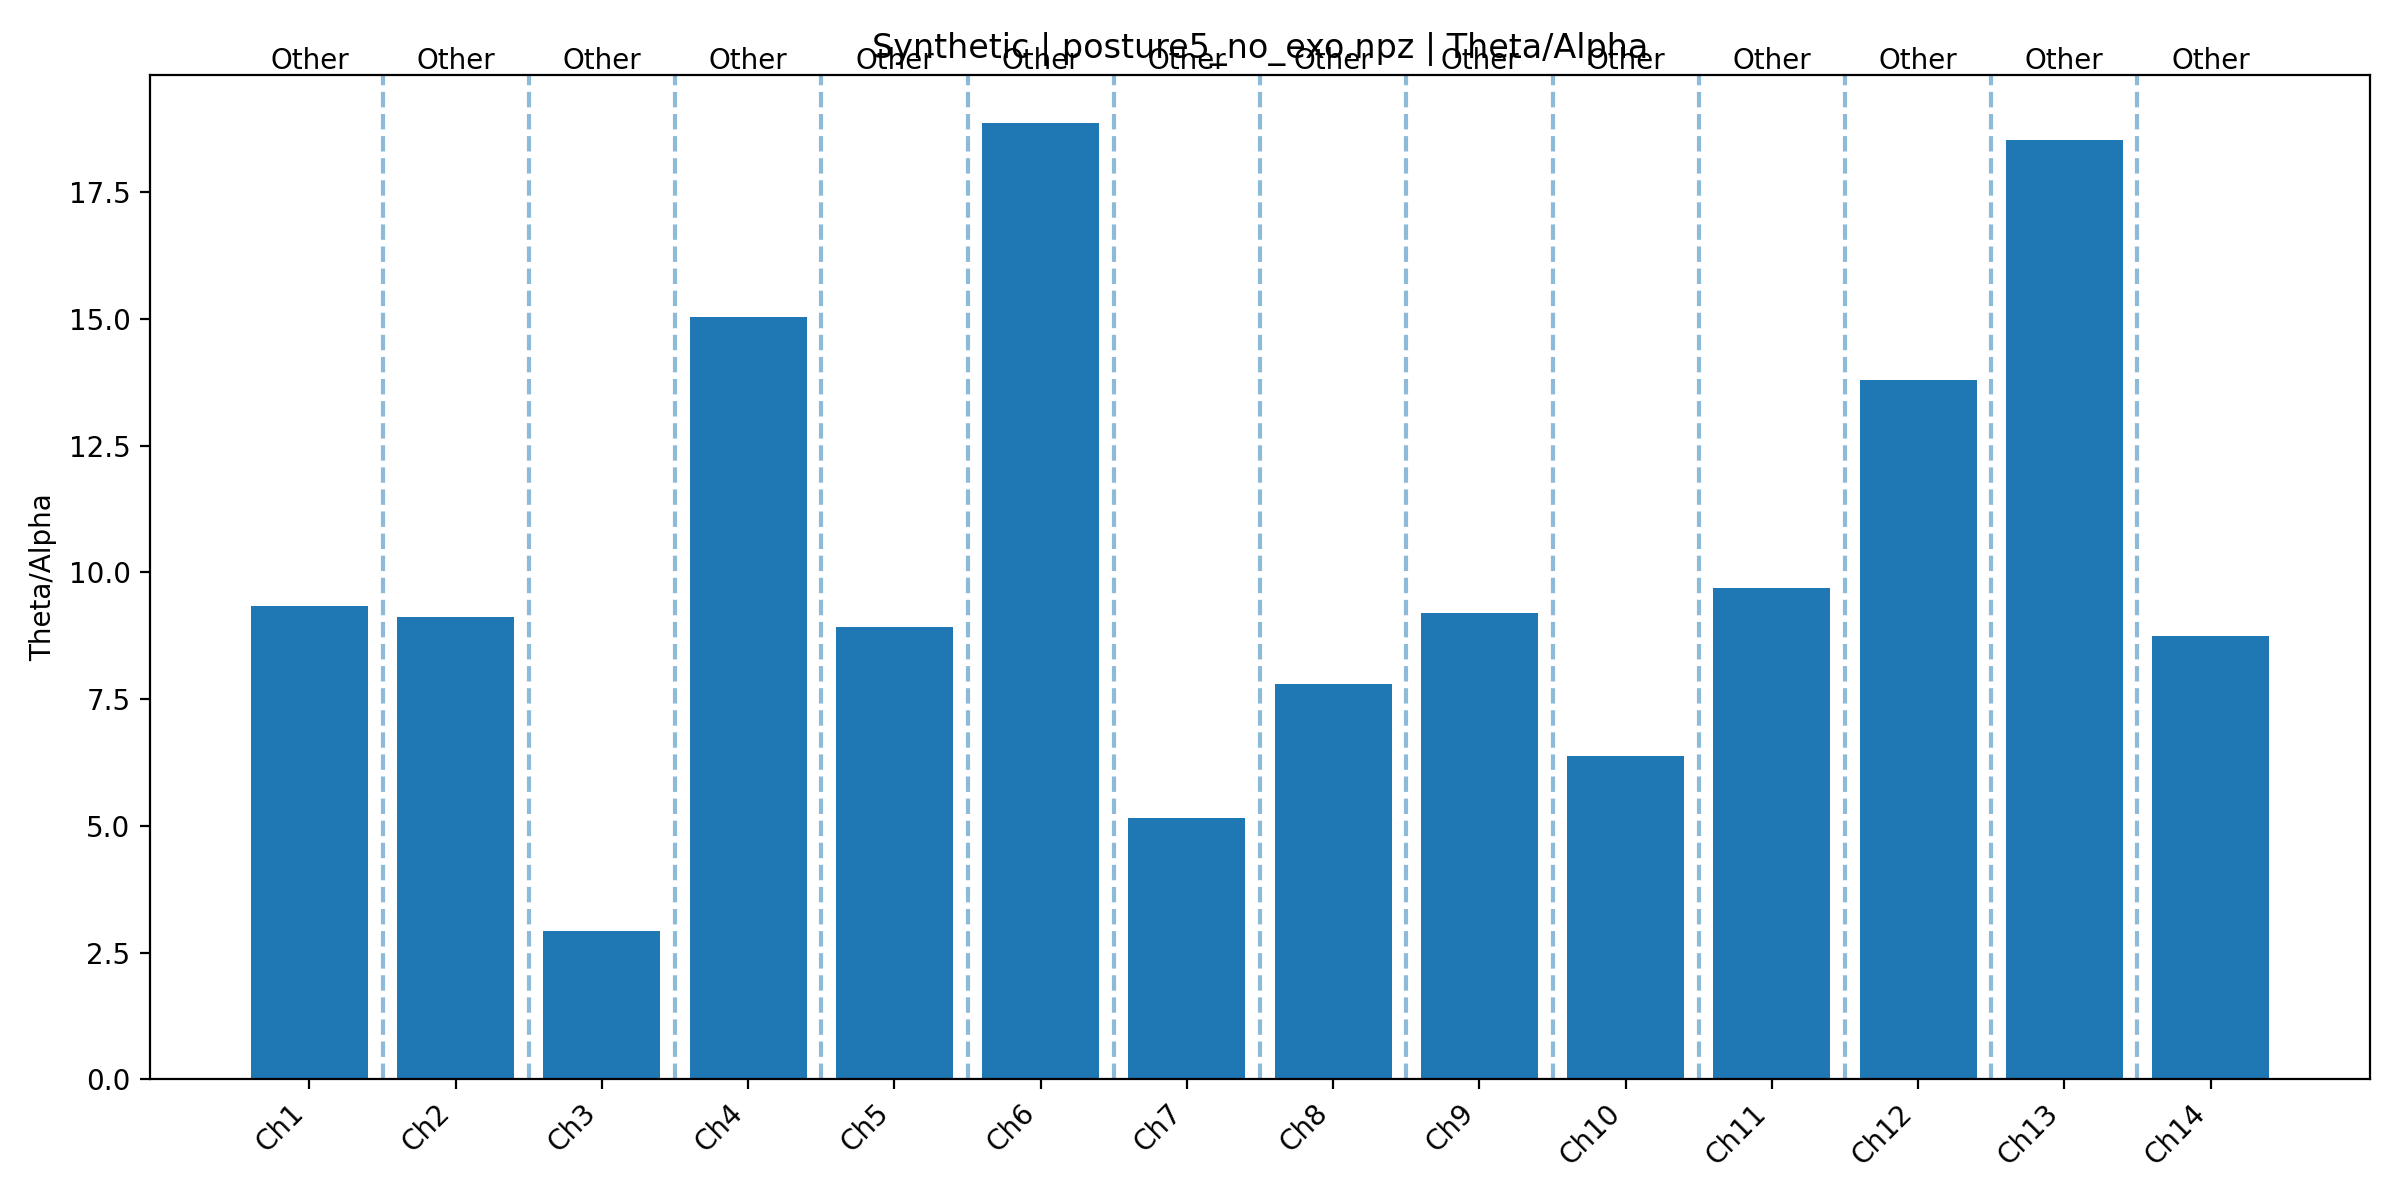 Synthetic | posture5_no_exo.npz | Theta/Alpha
Other Other Other Other Other Other Other Other Other Other Other Other Other Other
Theta/Alpha
17.5
15.0
12.5
10.0
7.5
5.0
2.5
0.0
Ch1 Ch2 Ch3 Ch4 Ch5 Ch6 Ch7 Ch8 Ch9 Ch10 Ch11 Ch12 Ch13 Ch14